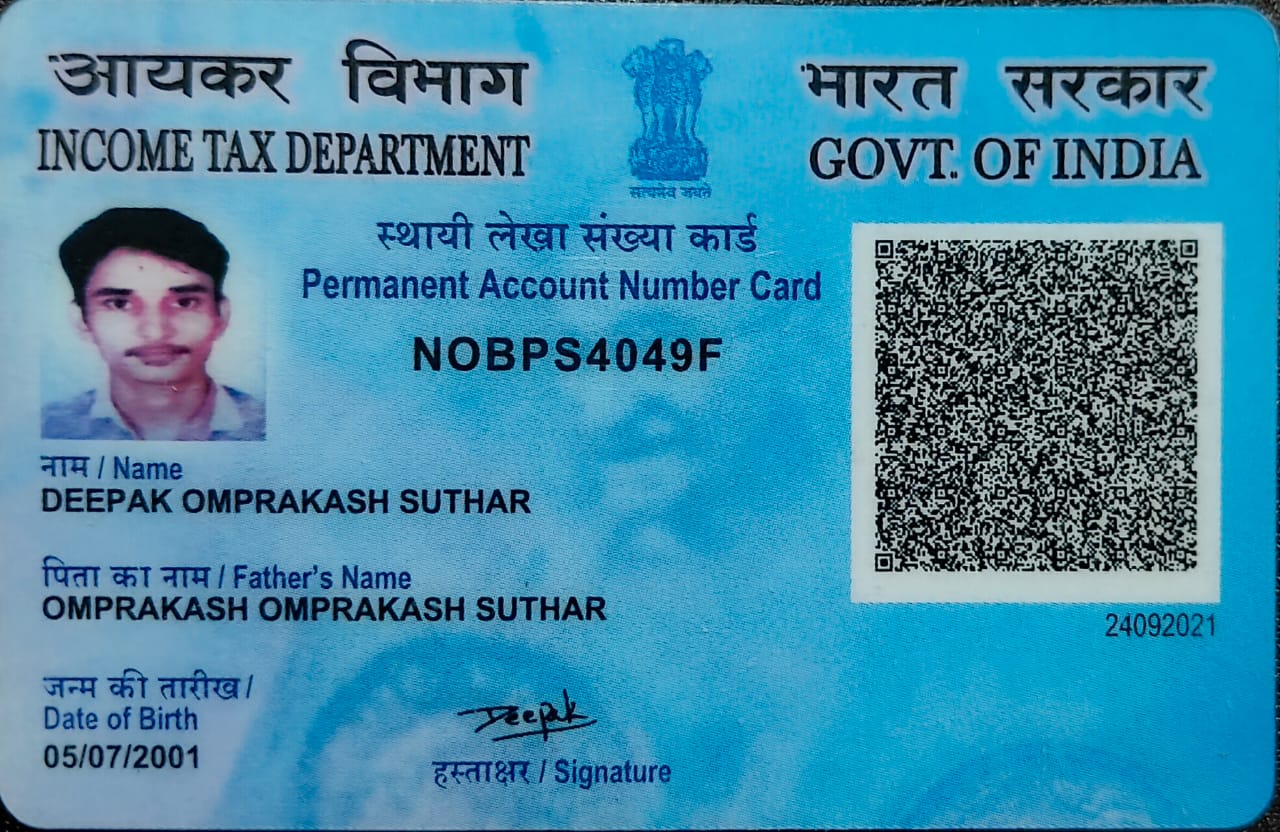 आयकर विभाग
INCOME TAX DEPARTMENT
सत्यमेव जयते
भारत सरकार
GOVT. OF INDIA
स्थायी लेखा संख्या कार्ड
Permanent Account Number Card
NOBPS4049F
नाम / Name
DEEPAK OMPRAKASH SUTHAR
पिता का नाम / Father's Name
OMPRAKASH OMPRAKASH SUTHAR
24092021
जन्म की तारीख /
Date of Birth
05/07/2001
Deepak
हस्ताक्षर / Signature